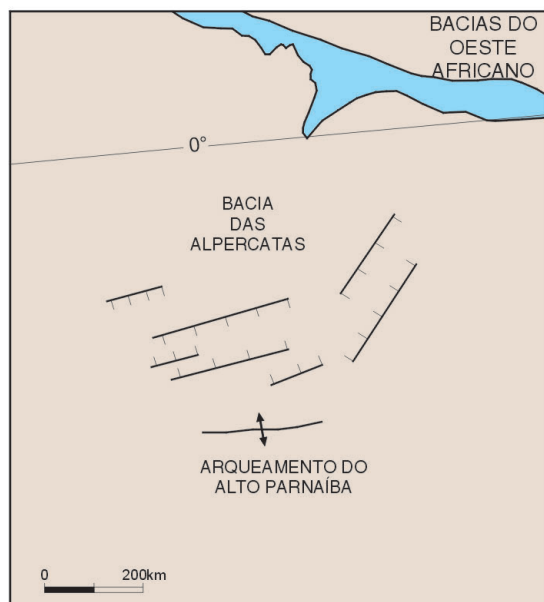 BACIAS DO
OESTE
AFRICANO
0°
BACIA
DAS
ALPERCATAS
ARQUEAMENTO DO
ALTO PARNAÍBA
0 200km